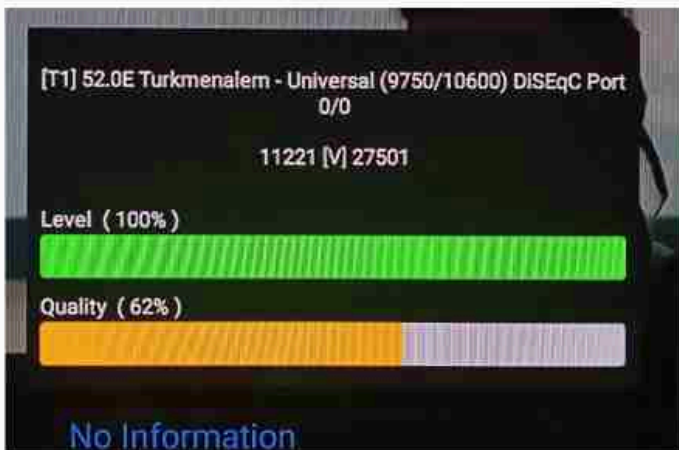 [T1] 52.0E Turkmenalem - Universal (9750/10600) DiSEqC Port
0/0
11221 [V] 27501
Level ( 100% )
Quality ( 62% )
No Information